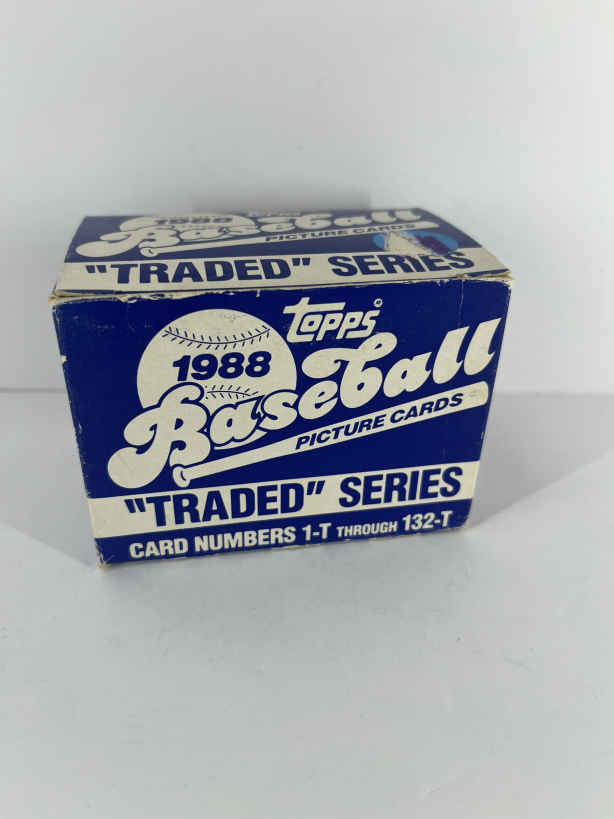 1988
Baseball
PICTURE CARDS
"TRADED" SERIES
TOPPS®
1988
Baseball
PICTURE CARDS
"TRADED" SERIES
CARD NUMBERS 1-T THROUGH 132-T